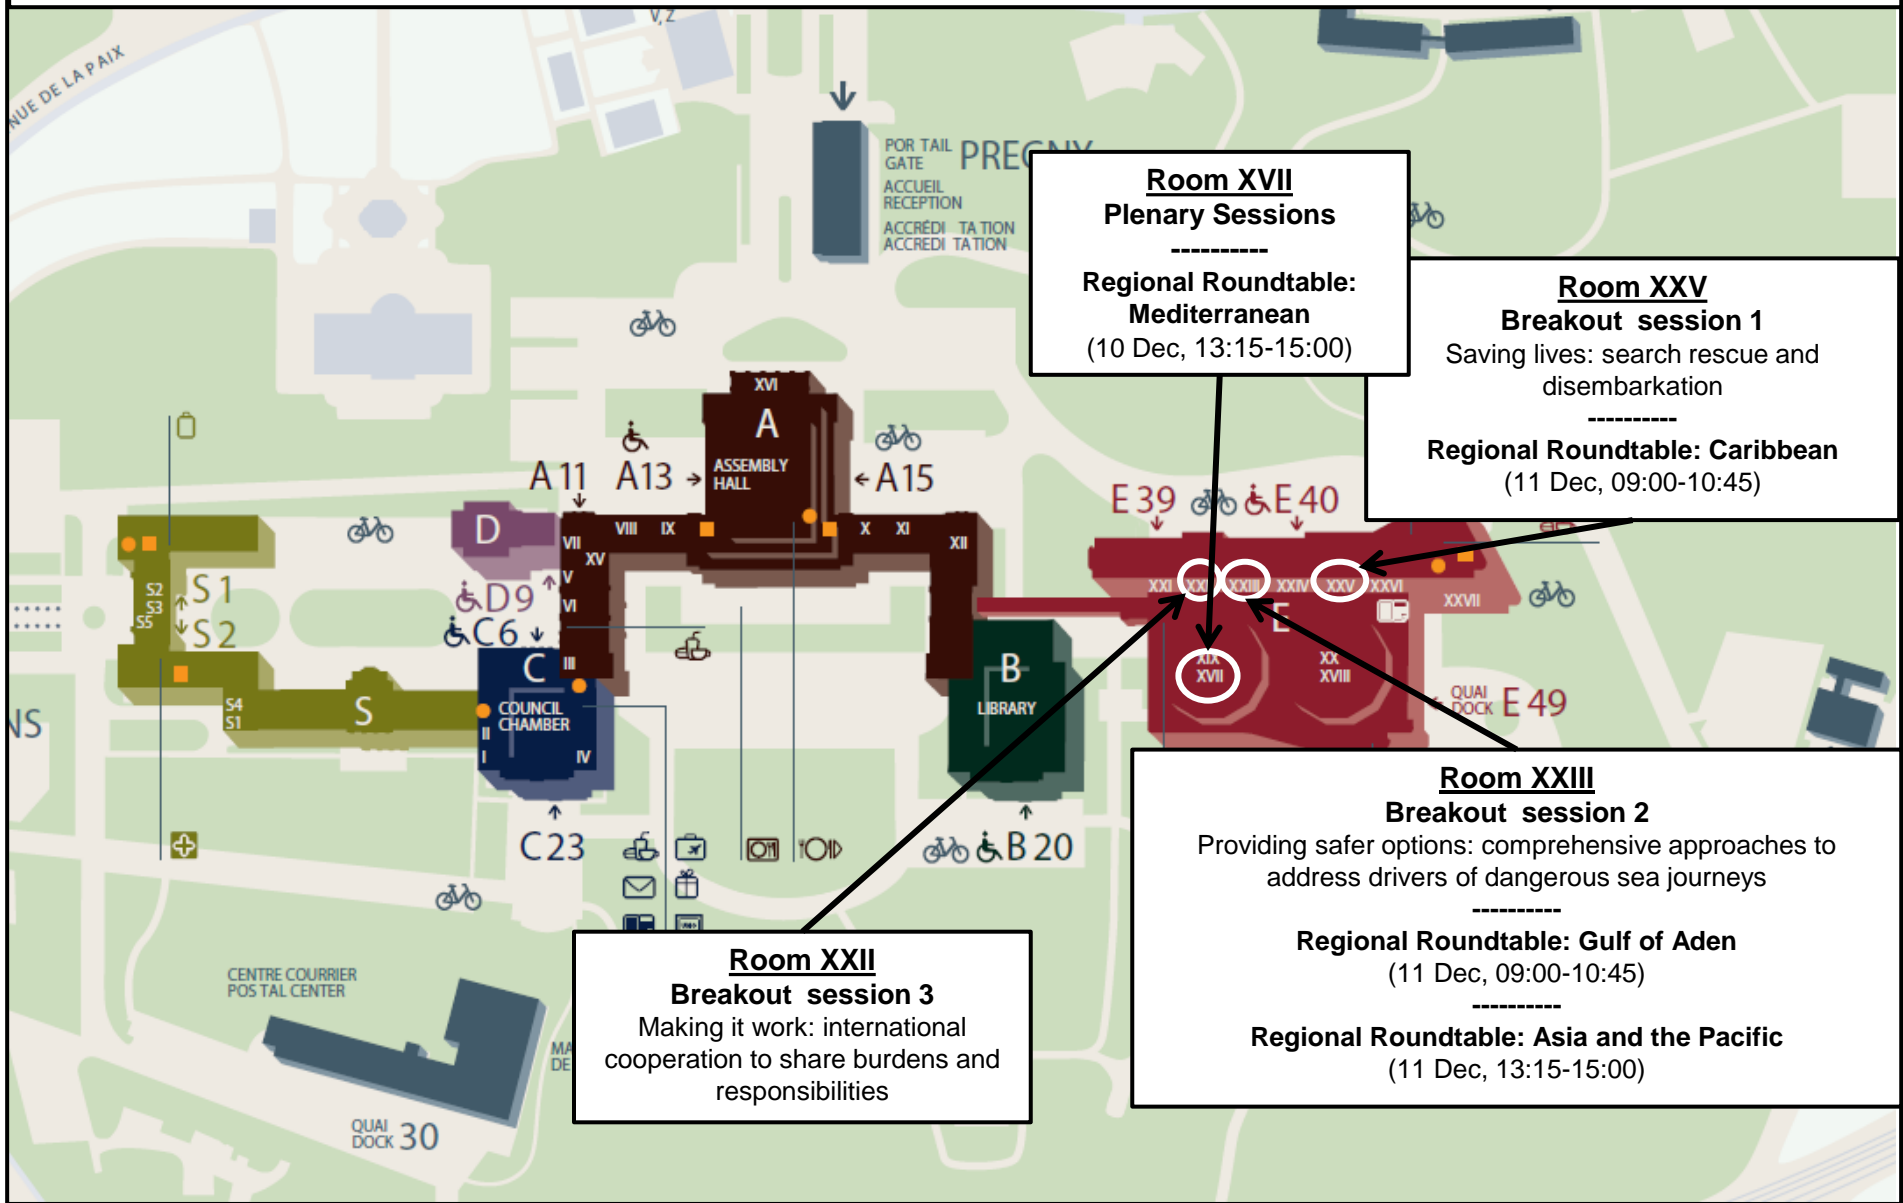 V, Z
NUE DE LA PAIX
POR TAIL
GATE
PREGNY
ACCUEIL
RECEPTION
ACCRÉDI TA TION
ACCREDI TATION
Room XVII
Plenary Sessions
----------
Regional Roundtable:
Mediterranean
(10 Dec, 13:15-15:00)
Room XXV
Breakout session 1
Saving lives: search rescue and
disembarkation
----------
Regional Roundtable: Caribbean
(11 Dec, 09:00-10:45)
XVI
A
ASSEMBLY
HALL
A 11
A13
A 15
VIII
IX
X
XI
XII
VII
XV
V
VI
III
D
D9
C6
S2
S3
S5
S 1
S 2
S4
S1
S
C
COUNCIL
CHAMBER
II
I
IV
C 23
B
LIBRARY
B 20
E 39
E 40
XXI
XXIII
XXIV
XXV
XXVI
XXVII
E
XIX
XVII
XX
XVIII
QUAI
DOCK
E 49
NS
Room XXIII
Breakout session 2
Providing safer options: comprehensive approaches to
address drivers of dangerous sea journeys
----------
Regional Roundtable: Gulf of Aden
(11 Dec, 09:00-10:45)
----------
Regional Roundtable: Asia and the Pacific
(11 Dec, 13:15-15:00)
Room XXII
Breakout session 3
Making it work: international
cooperation to share burdens and
responsibilities
CENTRE COURRIER
POS TAL CENTER
MA
DE
QUAI
DOCK
30